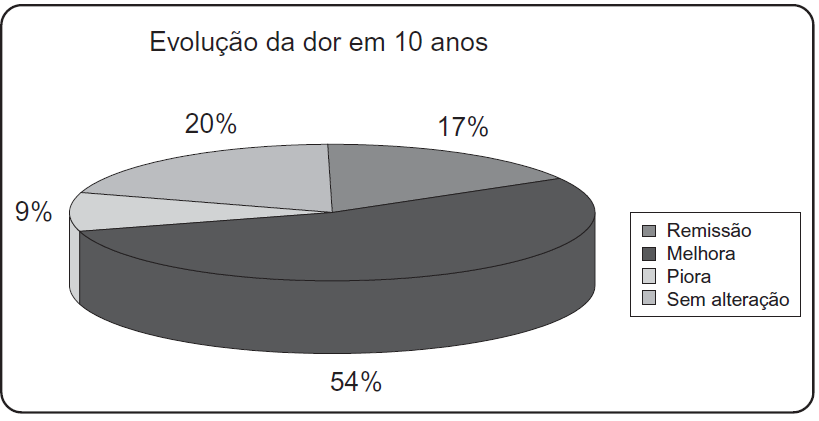 Evolução da dor em 10 anos
20%
17%
9%
Remissão
Melhora
Piora
Sem alteração
54%